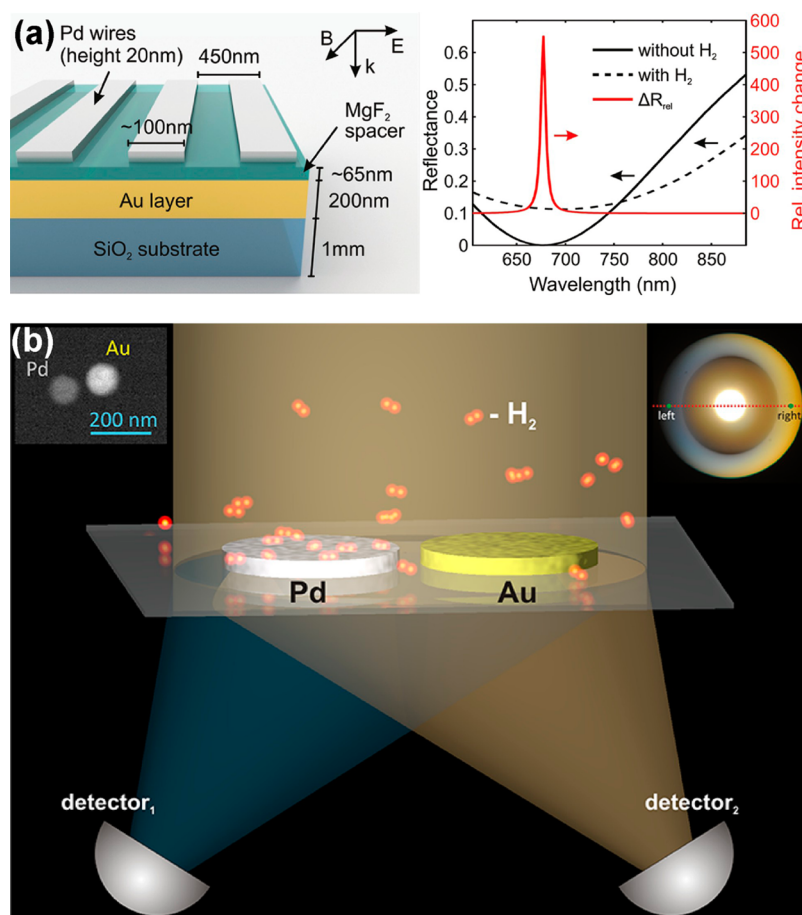 (a)
Pd wires
(height 20nm)
450nm
B
E
k
MgF₂
spacer
~100nm
~65nm
Au layer
200nm
SiO₂ substrate
1mm
without H₂
with H₂
ΔR_rel
Reflectance
0.6
0.5
0.4
0.3
0.2
0.1
0
650
700
750
800
850
Wavelength (nm)
600
500
400
300
200
100
0
Rel. intensity change
(b)
Au
Pd
200 nm
- H₂
left
right
Pd
Au
detector₁
detector₂